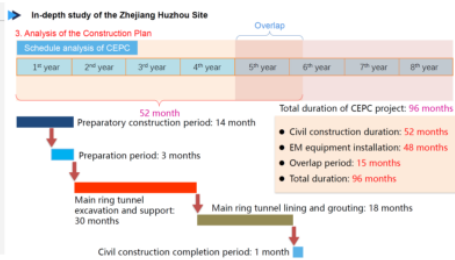 In-depth study of the Zhejiang Huzhou Site
3. Analysis of the Construction Plan
Overlap
Schedule analysis of CEPC
1st year 2nd year 3rd year 4th year 5th year 6th year 7th year 8th year
52 month
Total duration of CEPC project: 96 months
Preparatory construction period: 14 month
Preparation period: 3 months
Main ring tunnel
excavation and support:
30 months
Main ring tunnel lining and grouting: 18 months
Civil construction completion period: 1 month
● Civil construction duration: 52 months
● EM equipment installation: 48 months
● Overlap period: 15 months
● Total duration: 96 months